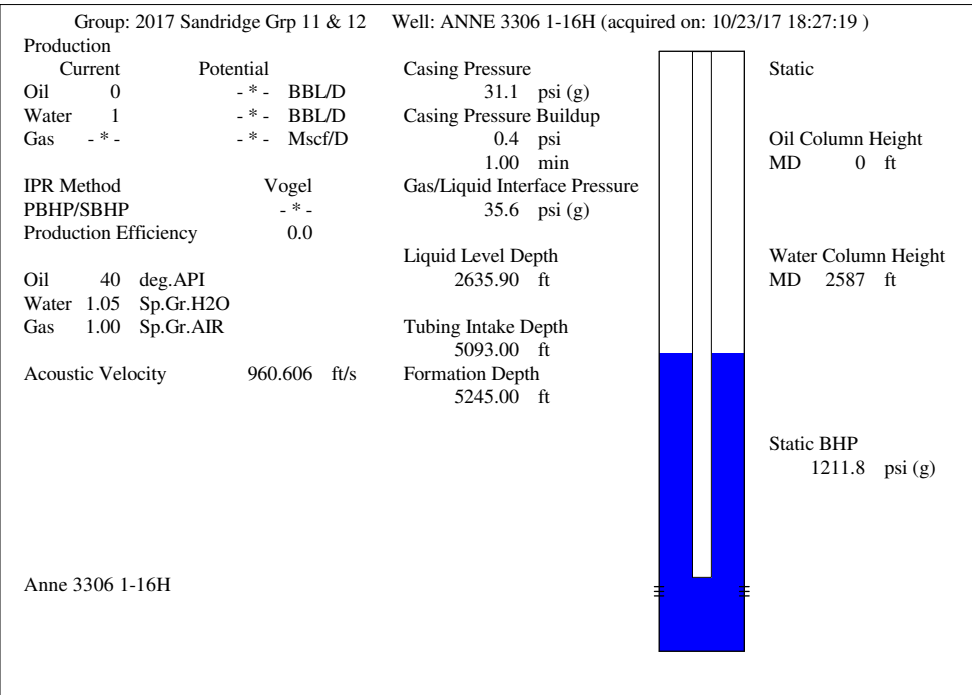 Group: 2017 Sandridge Grp 11 & 12 Well: ANNE 3306 1-16H (acquired on: 10/23/17 18:27:19 )
Production
Current Potential
Oil 0 - * - BBL/D
Water 1 - * - BBL/D
Gas - * - - * - Mscf/D
IPR Method Vogel
PBHP/SBHP - * -
Production Efficiency 0.0
Oil 40 deg.API
Water 1.05 Sp.Gr.H2O
Gas 1.00 Sp.Gr.AIR
Acoustic Velocity 960.606 ft/s
Casing Pressure
31.1 psi (g)
Casing Pressure Buildup
0.4 psi
1.00 min
Gas/Liquid Interface Pressure
35.6 psi (g)
Liquid Level Depth
2635.90 ft
Tubing Intake Depth
5093.00 ft
Formation Depth
5245.00 ft
Static
Oil Column Height
MD 0 ft
Water Column Height
MD 2587 ft
Static BHP
1211.8 psi (g)
Anne 3306 1-16H